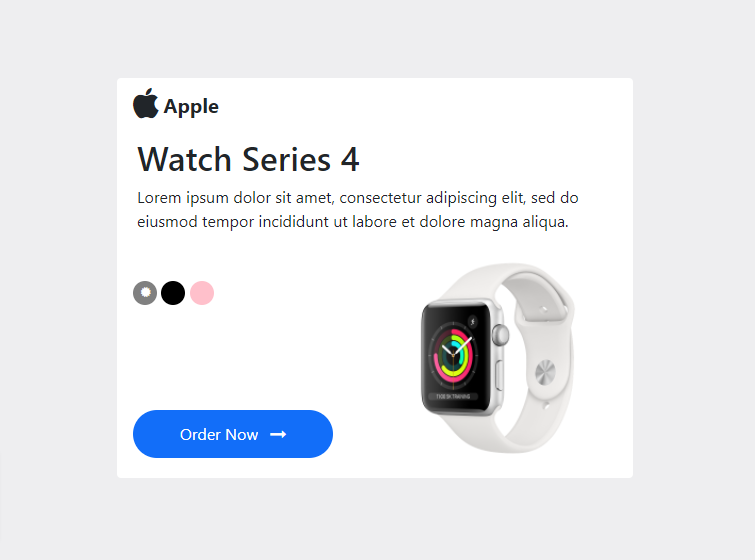 Apple
Watch Series 4
Lorem ipsum dolor sit amet, consectetur adipiscing elit, sed do
eiusmod tempor incididunt ut labore et dolore magna aliqua.
Order Now